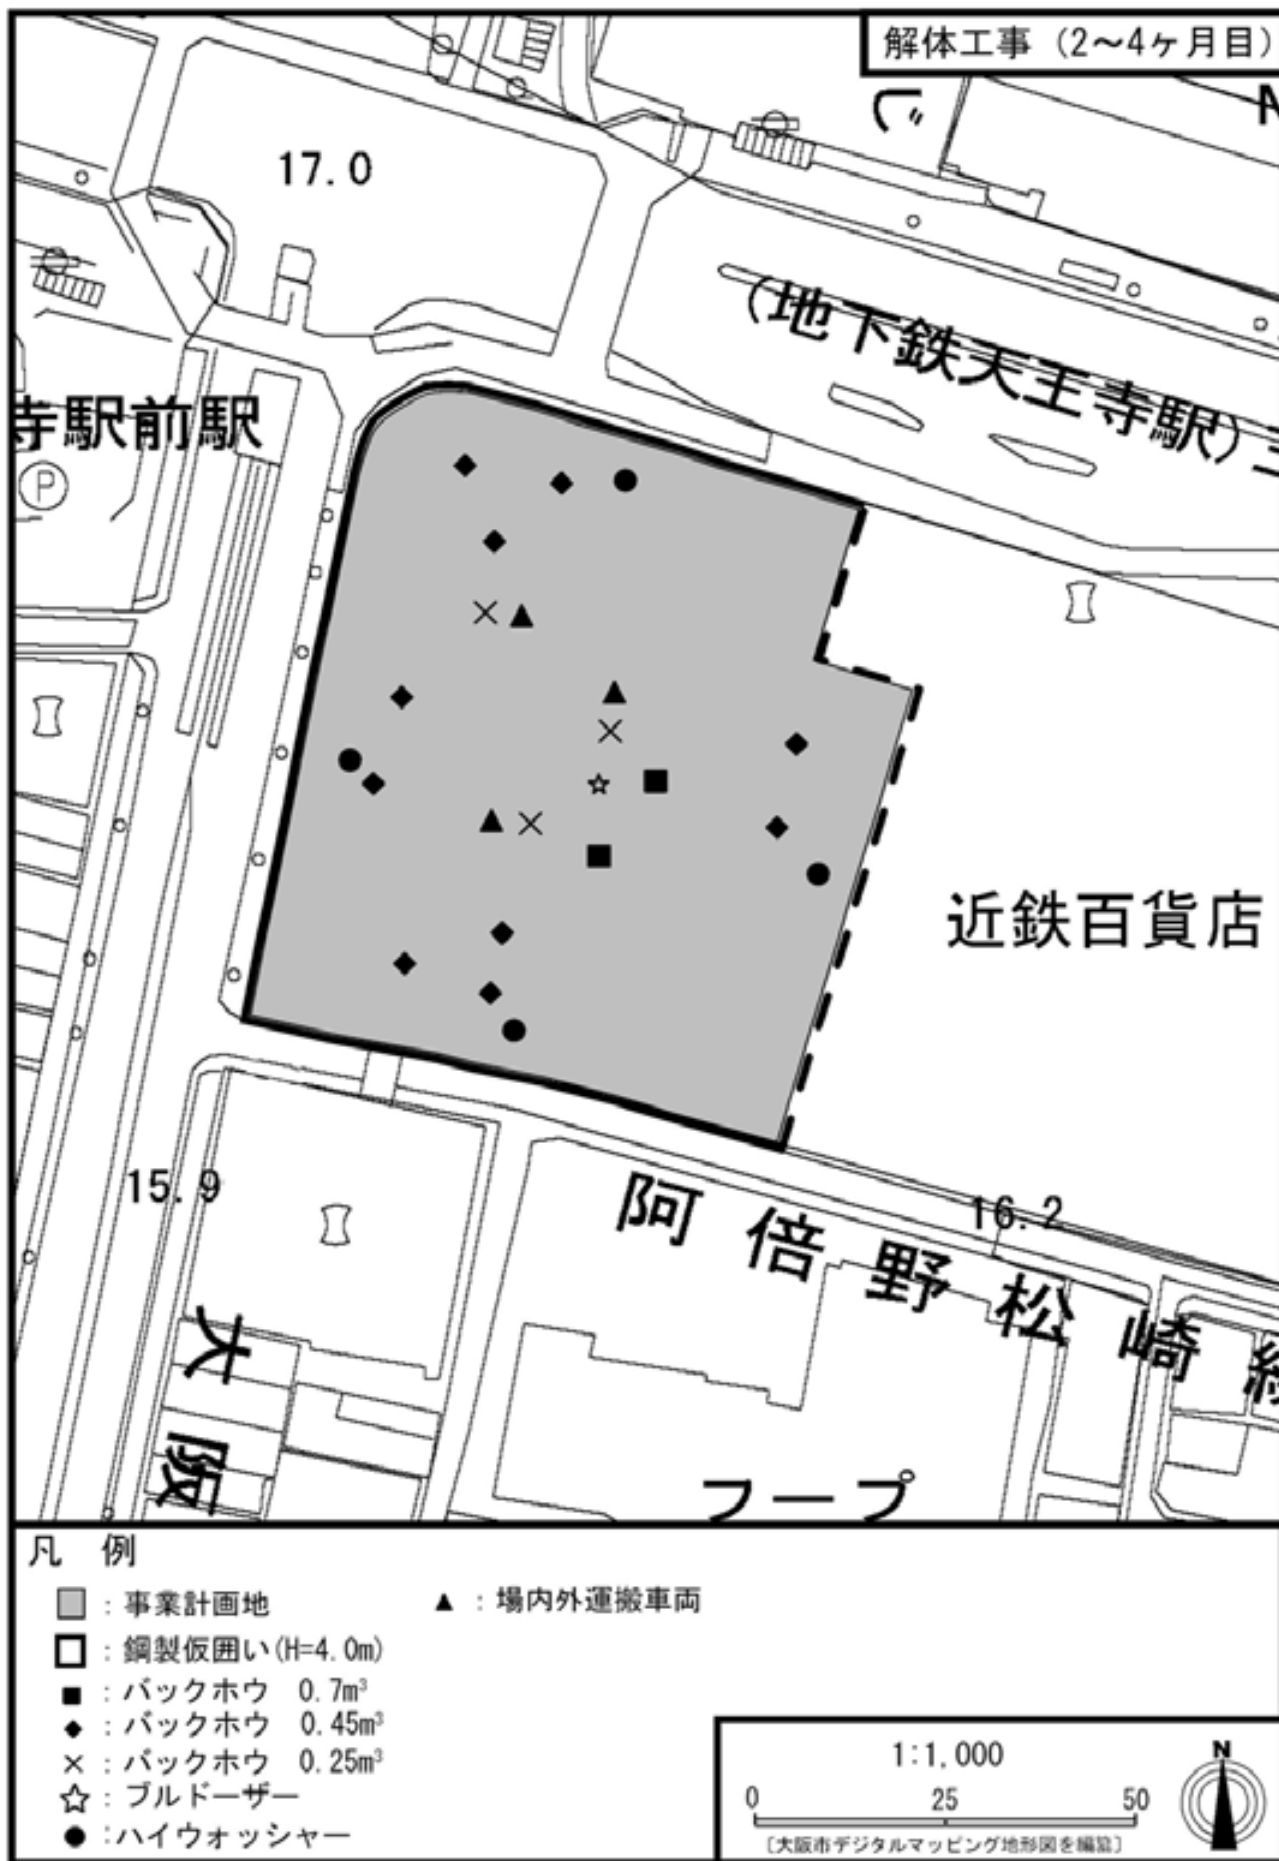 解体工事（2～4ヶ月目）
じ
17.0
（地下鉄天王寺駅）
寺駅前駅
P
近鉄百貨店
15.9
16.2
阿倍野松崎
大阪
フープ
凡　例
：事業計画地
▲：場内外運搬車両
：鋼製仮囲い(H=4.0m)
■：バックホウ　0.7m³
◆：バックホウ　0.45m³
×：バックホウ　0.25m³
☆：ブルドーザー
●：ハイウォッシャー
1:1,000
N
0 25 50
〔大阪市デジタルマッピング地形図を編集〕